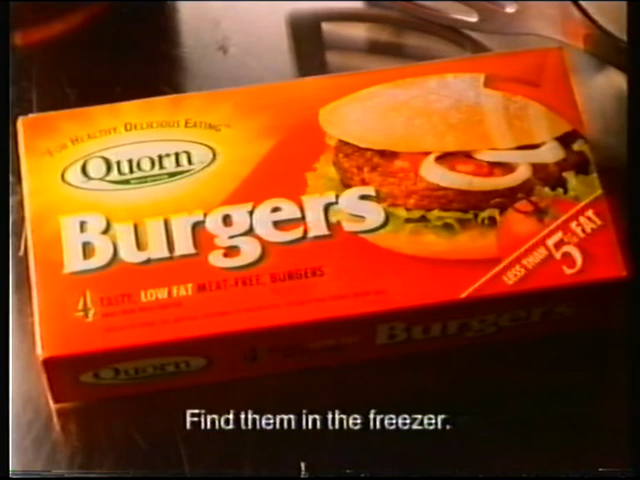 "FOR HEALTHY, DELICIOUS EATING"
Quorn
Burgers
4 TASTY, LOW FAT MEAT-FREE, BURGERS
LESS THAN 5% FAT
Quorn
4
Burgers
Find them in the freezer.